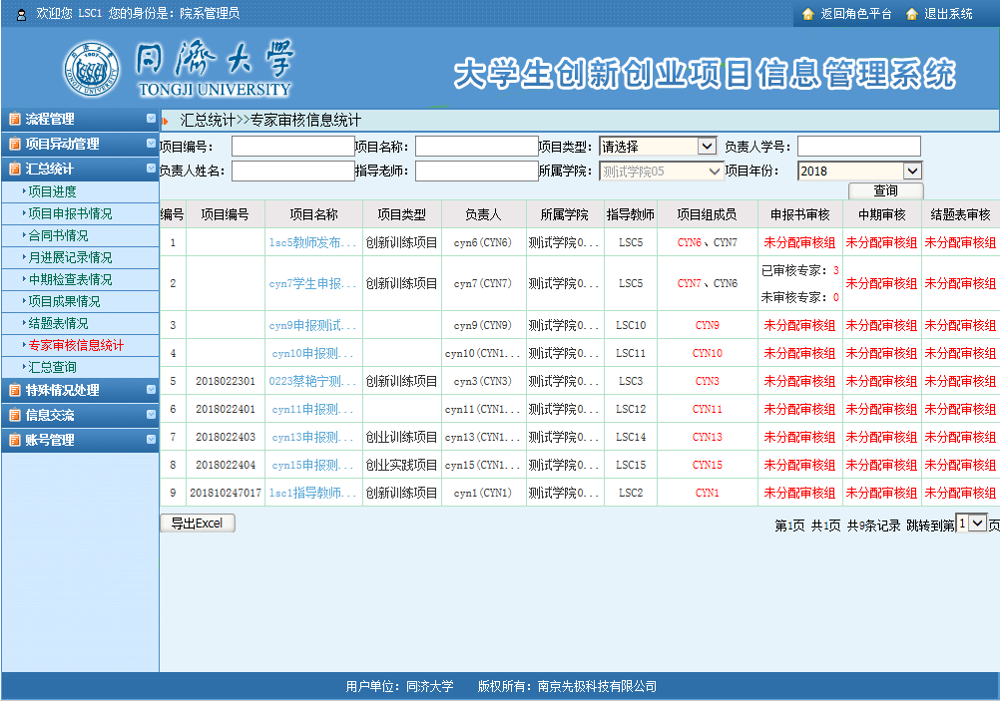 欢迎您 LSC1 您的身份是：院系管理员
返回角色平台 退出系统
同济大学
TONGJI UNIVERSITY
大学生创新创业项目信息管理系统
流程管理
项目异动管理
汇总统计
项目进度
项目申报书情况
合同书情况
月进展记录情况
中期检查表情况
项目成果情况
结题表情况
专家审核信息统计
汇总查询
特殊情况处理
信息交流
账号管理
汇总统计>>专家审核信息统计
项目编号： 项目名称： 项目类型： 请选择 负责人学号：
负责人姓名： 指导老师： 所属学院： 测试学院05 项目年份： 2018
查询
编号 项目编号 项目名称 项目类型 负责人 所属学院 指导教师 项目组成员 申报书审核 中期审核 结题表审核
1 lsc5教师发布... 创新训练项目 cyn6(CYN6) 测试学院0... LSC5 CYN6、CYN7 未分配审核组 未分配审核组 未分配审核组
2 cyn7学生申报... 创新训练项目 cyn7(CYN7) 测试学院0... LSC5 CYN7、CYN6 已审核专家：3 未审核专家：0 未分配审核组 未分配审核组
3 cyn9申报测试... cyn9(CYN9) 测试学院0... LSC10 CYN9 未分配审核组 未分配审核组 未分配审核组
4 cyn10申报测... cyn10(CYN1... 测试学院0... LSC11 CYN10 未分配审核组 未分配审核组 未分配审核组
5 2018022301 0223蔡艳宁测... 创新训练项目 cyn3(CYN3) 测试学院0... LSC3 CYN3 未分配审核组 未分配审核组 未分配审核组
6 2018022401 cyn11申报测... cyn11(CYN1... 测试学院0... LSC12 CYN11 未分配审核组 未分配审核组 未分配审核组
7 2018022403 cyn13申报测... 创业训练项目 cyn13(CYN1... 测试学院0... LSC14 CYN13 未分配审核组 未分配审核组 未分配审核组
8 2018022404 cyn15申报测... 创业实践项目 cyn15(CYN1... 测试学院0... LSC15 CYN15 未分配审核组 未分配审核组 未分配审核组
9 201810247017 lsc1指导教师... 创新训练项目 cyn1(CYN1) 测试学院0... LSC2 CYN1 未分配审核组 未分配审核组 未分配审核组
导出Excel
第1页 共1页 共9条记录 跳转到第 1 页
用户单位：同济大学 版权所有：南京先极科技有限公司